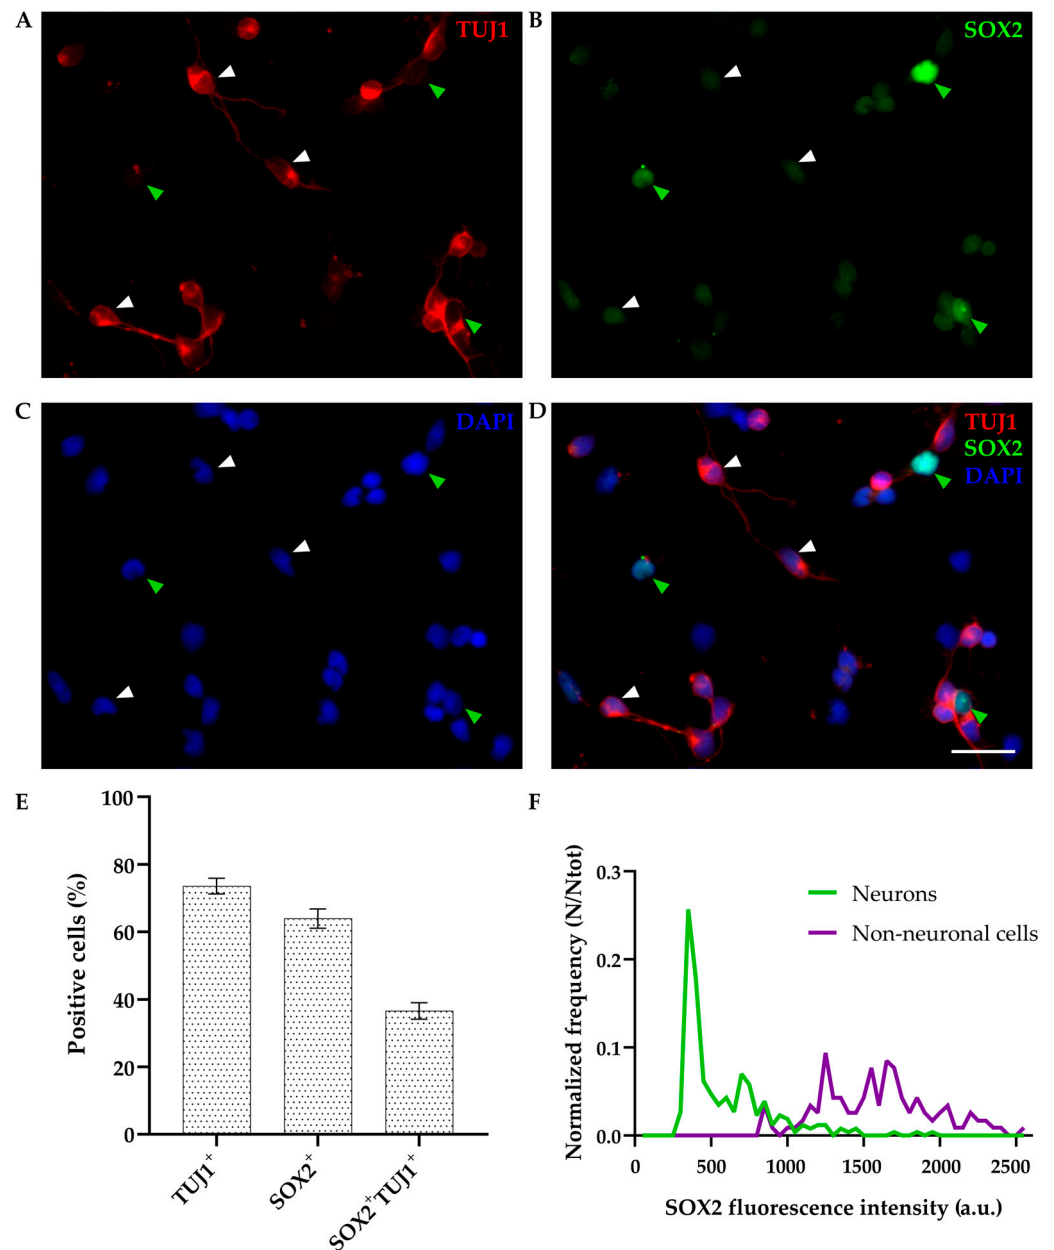 A
TUJ1
B
SOX2
C
DAPI
D
TUJ1
SOX2
DAPI
E
100
80
60
40
20
0
Positive cells (%)
TUJ1⁺
SOX2⁺
SOX2⁺TUJ1⁺
F
0.3
0.2
0.1
0.0
Normalized frequency (N/Ntot)
Neurons
Non-neuronal cells
0 500 1000 1500 2000 2500
SOX2 fluorescence intensity (a.u.)